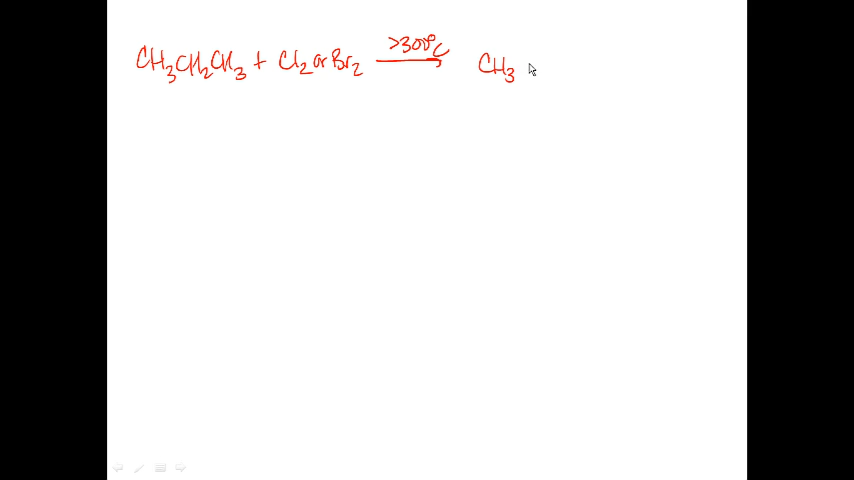 CH₃CH₂CH₃ + Cl₂ or Br₂ >300°C CH₃